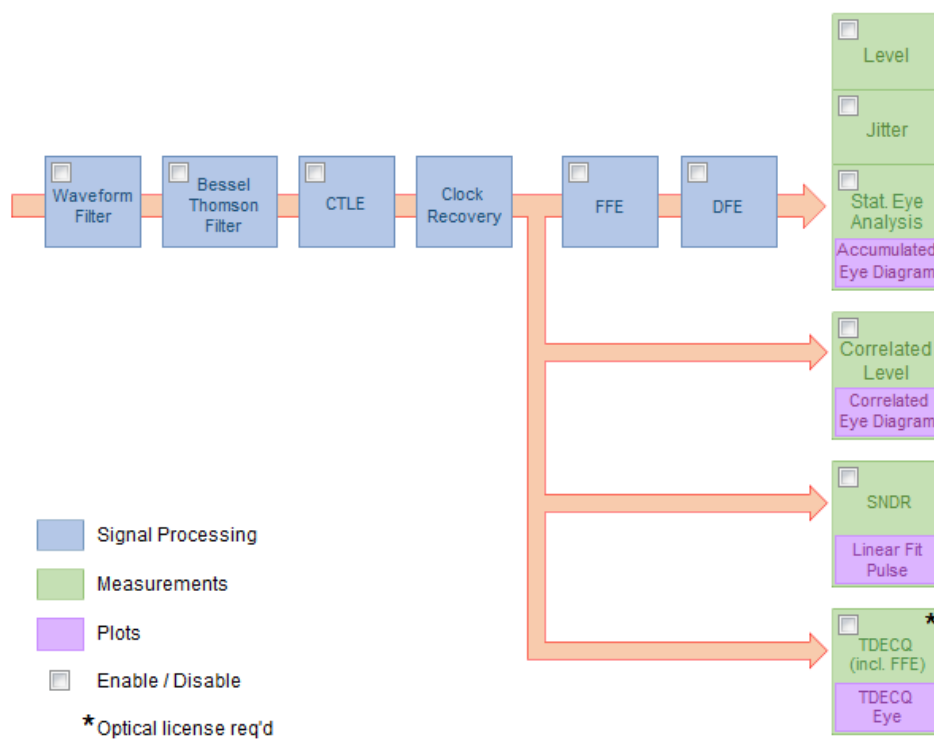 Level
Jitter
Waveform
Filter
Bessel
Thomson
Filter
CTLE
Clock
Recovery
FFE
DFE
Stat. Eye
Analysis
Accumulated
Eye Diagram
Correlated
Level
Correlated
Eye Diagram
SNDR
Linear Fit
Pulse
*
TDECQ
(incl. FFE)
TDECQ
Eye
Signal Processing
Measurements
Plots
Enable / Disable
*Optical license req'd